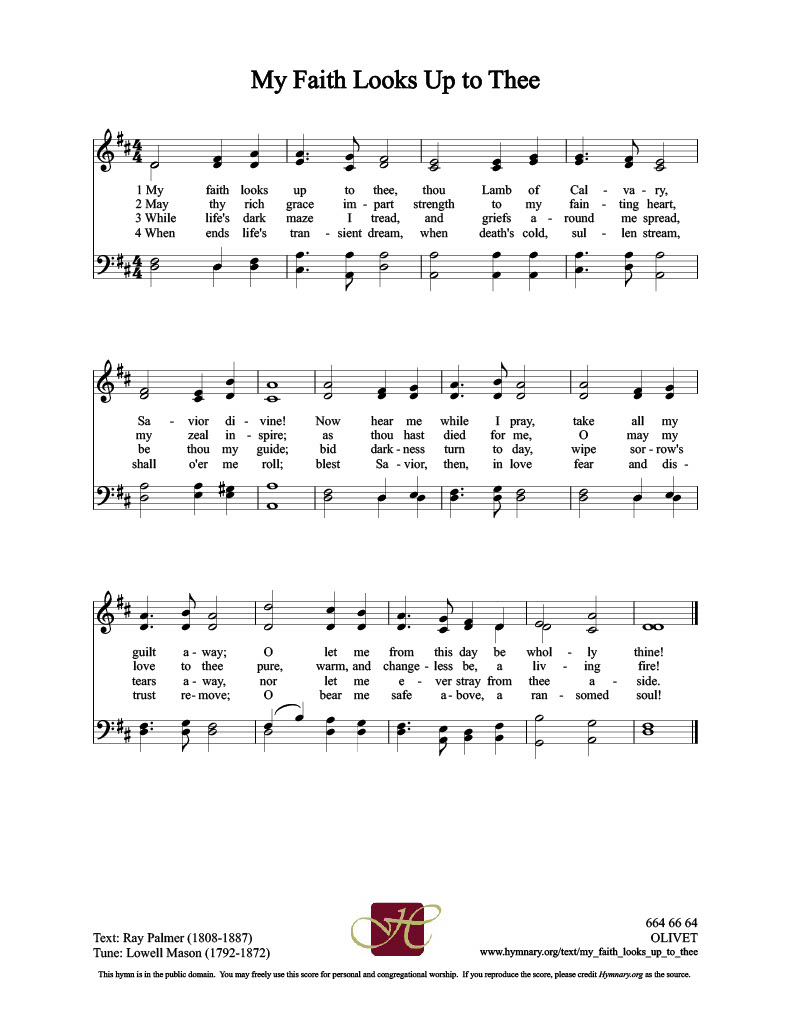 My Faith Looks Up to Thee
1 My faith looks up to thee, thou Lamb of Cal - va - ry,
2 May thy rich grace im - part strength to my fain - ting heart,
3 While life's dark maze I tread, and griefs a - round me spread,
4 When ends life's tran - sient dream, when death's cold, sul - len stream,
Sa - vior di - vine! Now hear me while I pray, take all my
my zeal in - spire; as thou hast died for me, O may my
be thou my guide; bid dark - ness turn to day, wipe sor - row's
shall o'er me roll; blest Sa - vior, then, in love fear and dis -
guilt a - way; O let me from this day be whol - ly thine!
love to thee pure, warm, and change - less be, a liv - ing fire!
tears a - way, nor let me e - ver stray from thee a - side.
trust re - move; O bear me safe a - bove, a ran - somed soul!
H
664 66 64
Text: Ray Palmer (1808-1887) OLIVET
Tune: Lowell Mason (1792-1872) www.hymnary.org/text/my_faith_looks_up_to_thee
This hymn is in the public domain. You may freely use this score for personal and congregational worship. If you reproduce the score, please credit Hymnary.org as the source.